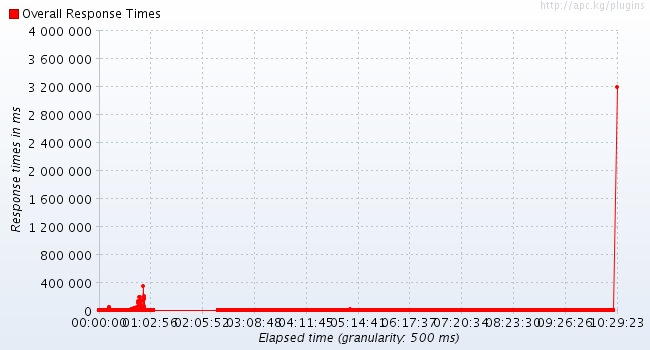 http://apc.kg/plugins
Overall Response Times
4 000 000
3 600 000
3 200 000
2 800 000
2 400 000
2 000 000
1 600 000
1 200 000
800 000
400 000
0
Response times in ms
00:00:00 01:02:56 02:05:52 03:08:48 04:11:45 05:14:41 06:17:37 07:20:34 08:23:30 09:26:26 10:29:23
Elapsed time (granularity: 500 ms)